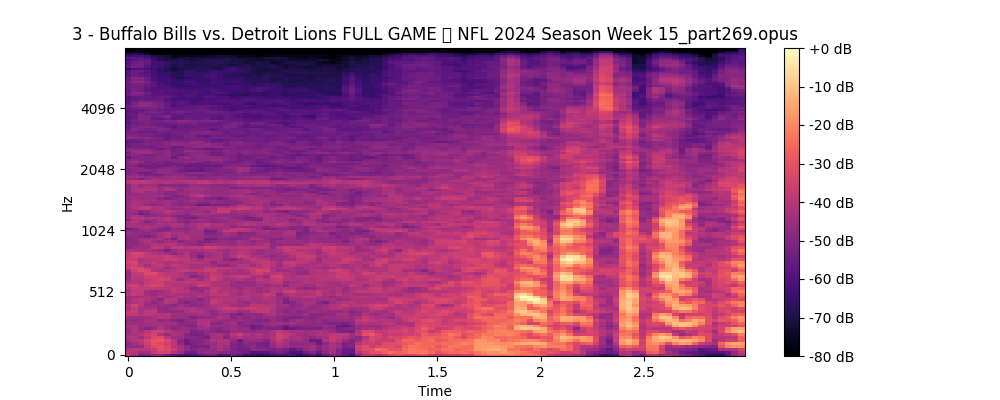 3 - Buffalo Bills vs. Detroit Lions FULL GAME ▯ NFL 2024 Season Week 15_part269.opus
+0 dB
4096
-10 dB
-20 dB
2048
-30 dB
Hz
1024
-40 dB
-50 dB
512
-60 dB
-70 dB
0
-80 dB
0 0.5 1 1.5 2 2.5
Time